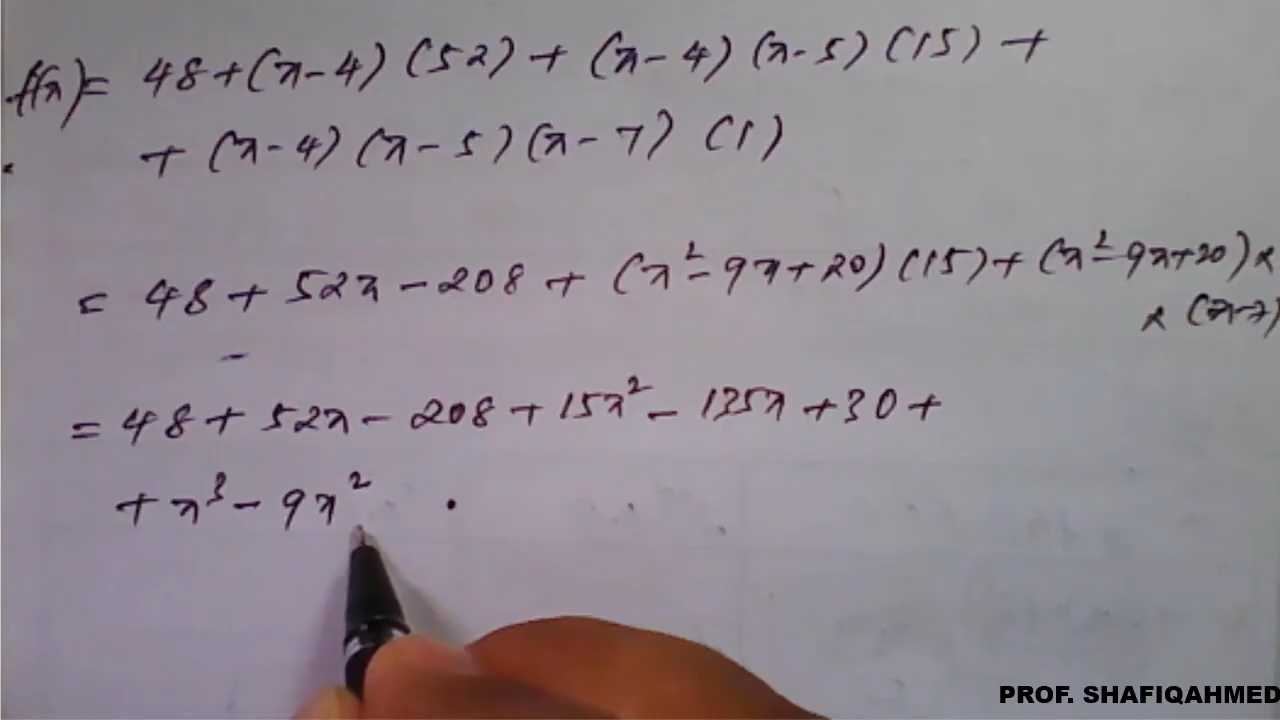 f(x)= 48+(x-4) (52) + (x-4) (x-5) (15) +
+ (x-4) (x-5) (x-7) (1)
= 48 + 52x - 208 + (x²-9x+20) (15) + (x²-9x+20) ×
× (x-7)
= 48 + 52x - 208 + 15x² - 135x + 30 +
+ x³ - 9x²
PROF. SHAFIQAHMED